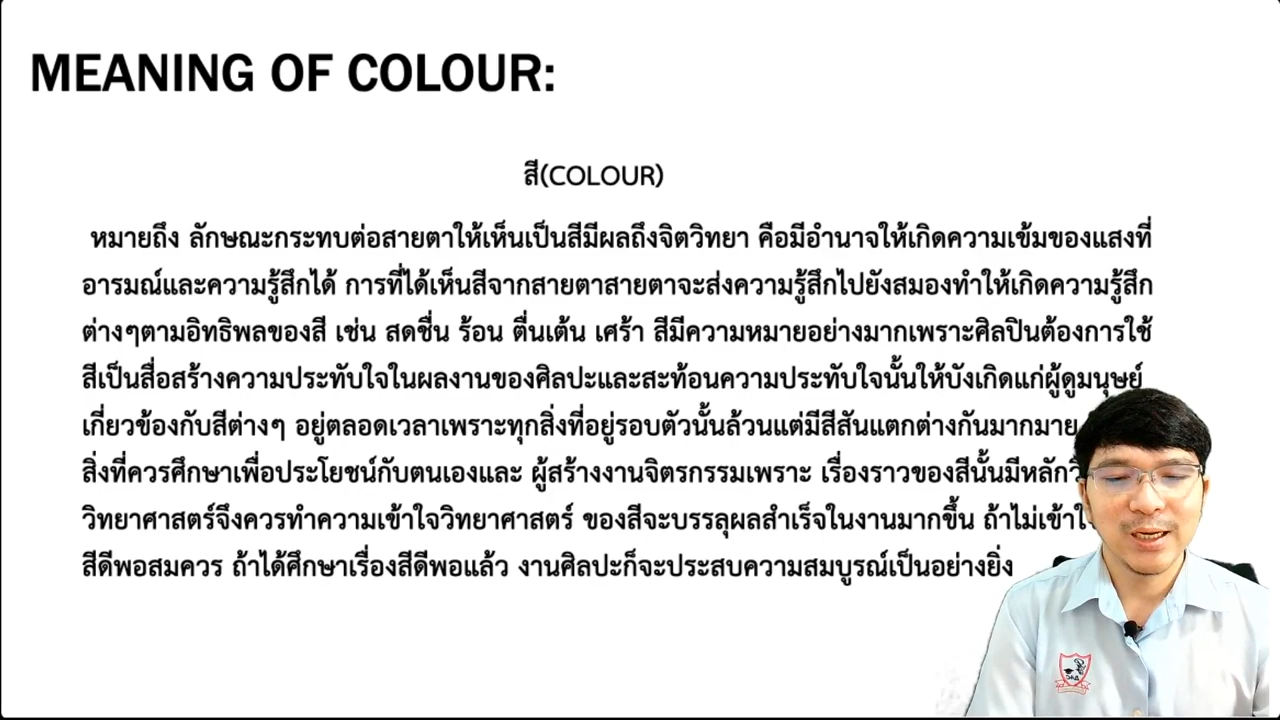 MEANING OF COLOUR:
สี(COLOUR)
หมายถึง ลักษณะกระทบต่อสายตาให้เห็นเป็นสีมีผลถึงจิตวิทยา คือมีอำนาจให้เกิดความเข้มของแสงที่
อารมณ์และความรู้สึกได้ การที่ได้เห็นสีจากสายตาสายตาจะส่งความรู้สึกไปยังสมองทำให้เกิดความรู้สึก
ต่างๆตามอิทธิพลของสี เช่น สดชื่น ร้อน ตื่นเต้น เศร้า สีมีความหมายอย่างมากเพราะศิลปินต้องการใช้
สีเป็นสื่อสร้างความประทับใจในผลงานของศิลปะและสะท้อนความประทับใจนั้นให้บังเกิดแก่ผู้ดูมนุษย์
เกี่ยวข้องกับสีต่างๆ อยู่ตลอดเวลาเพราะทุกสิ่งที่อยู่รอบตัวนั้นล้วนแต่มีสีสันแตกต่างกันมากมาย
สิ่งที่ควรศึกษาเพื่อประโยชน์กับตนเองและ ผู้สร้างงานจิตรกรรมเพราะ เรื่องราวของสีนั้นมีหลัก
วิทยาศาสตร์จึงควรทำความเข้าใจวิทยาศาสตร์ ของสีจะบรรลุผลสำเร็จในงานมากขึ้น ถ้าไม่
สีดีพอสมควร ถ้าได้ศึกษาเรื่องสีดีพอแล้ว งานศิลปะก็จะประสบความสมบูรณ์เป็นอย่างยิ่ง